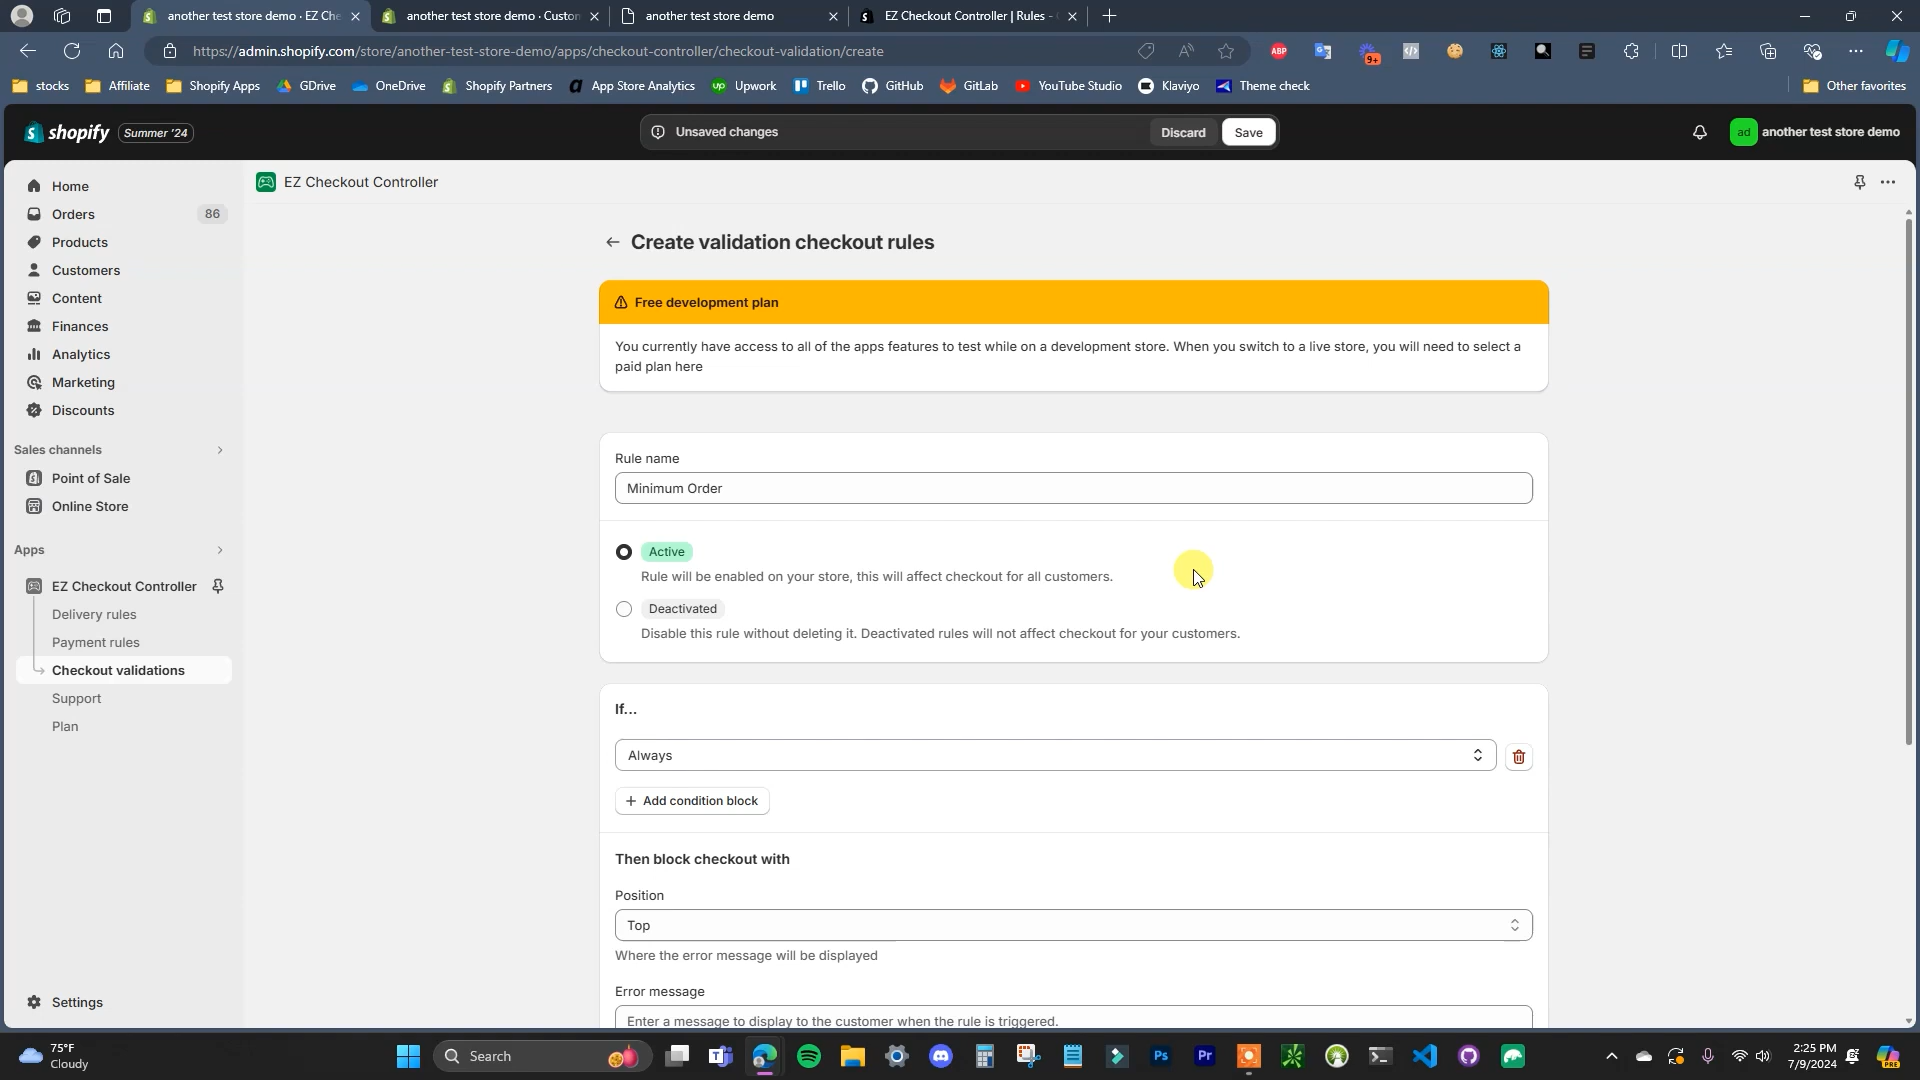 another test store demo · EZ Che
another test store demo · Custon
another test store demo
EZ Checkout Controller | Rules -
https://admin.shopify.com/store/another-test-store-demo/apps/checkout-controller/checkout-validation/create
ABP
9+
stocks
Affiliate
Shopify Apps
GDrive
OneDrive
Shopify Partners
App Store Analytics
Upwork
Trello
GitHub
GitLab
YouTube Studio
Klaviyo
Theme check
Other favorites
shopify
Summer '24
Unsaved changes
Discard
Save
ad
another test store demo
Home
Orders
86
Products
Customers
Content
Finances
Analytics
Marketing
Discounts
Sales channels
Point of Sale
Online Store
Apps
EZ Checkout Controller
Delivery rules
Payment rules
Checkout validations
Support
Plan
Settings
EZ Checkout Controller
Create validation checkout rules
Free development plan
You currently have access to all of the apps features to test while on a development store. When you switch to a live store, you will need to select a
paid plan here
Rule name
Minimum Order
Active
Rule will be enabled on your store, this will affect checkout for all customers.
Deactivated
Disable this rule without deleting it. Deactivated rules will not affect checkout for your customers.
If...
Always
Add condition block
Then block checkout with
Position
Top
Where the error message will be displayed
Error message
Enter a message to display to the customer when the rule is triggered.
75°F
Cloudy
Search
Ps
Pr
2:25 PM
7/9/2024
PRE